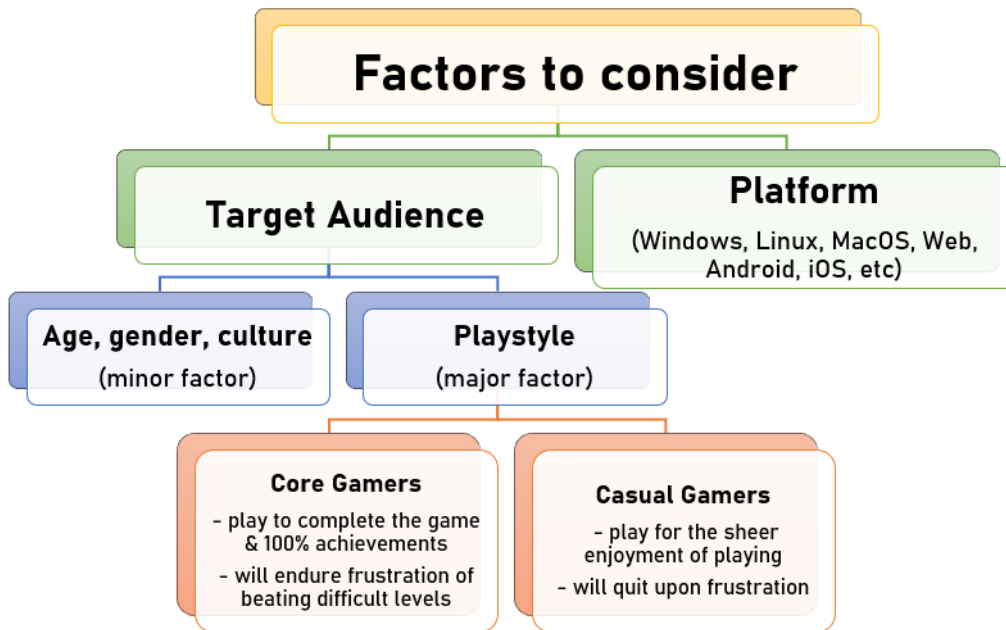 Factors to consider
Target Audience
Platform
(Windows, Linux, MacOS, Web,
Android, iOS, etc)
Age, gender, culture
(minor factor)
Playstyle
(major factor)
Core Gamers
- play to complete the game
& 100% achievements
- will endure frustration of
beating difficult levels
Casual Gamers
- play for the sheer
enjoyment of playing
- will quit upon frustration